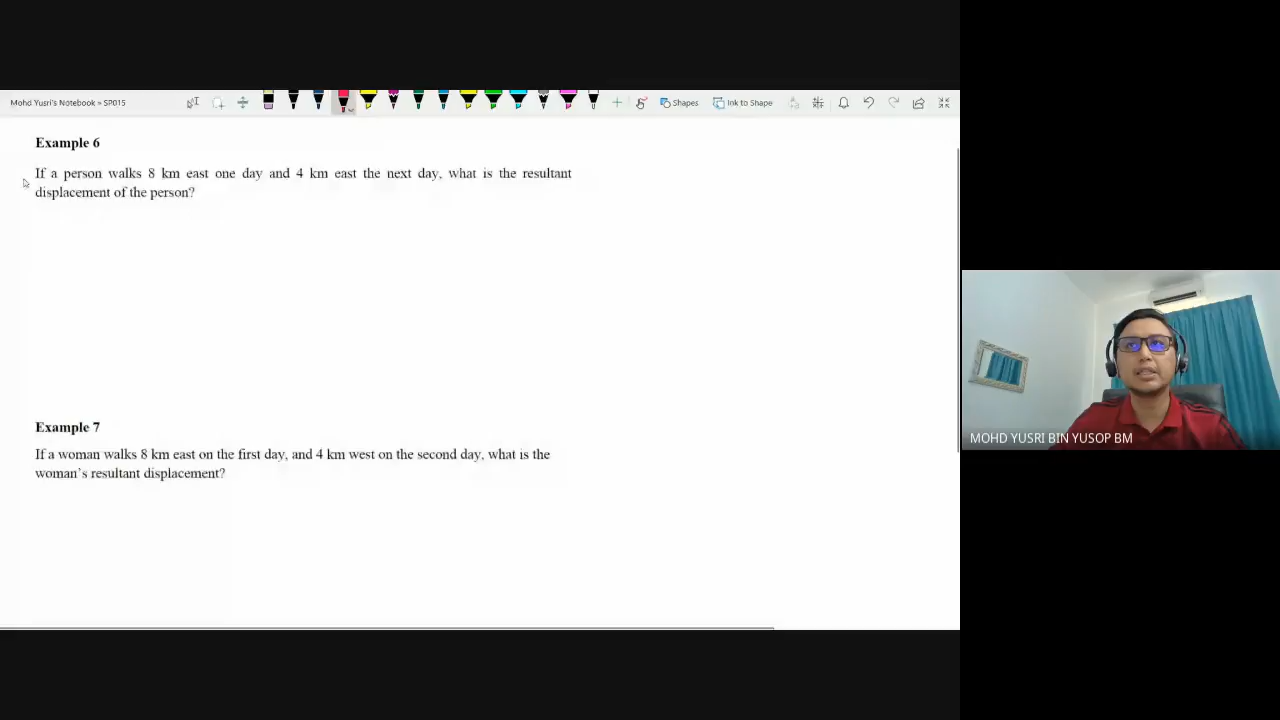 Mohd Yusri's Notebook » SP015
Shapes
Ink to Shape
Example 6
If a person walks 8 km east one day and 4 km east the next day, what is the resultant
displacement of the person?
Example 7
If a woman walks 8 km east on the first day, and 4 km west on the second day, what is the
woman's resultant displacement?
MOHD YUSRI BIN YUSOP BM